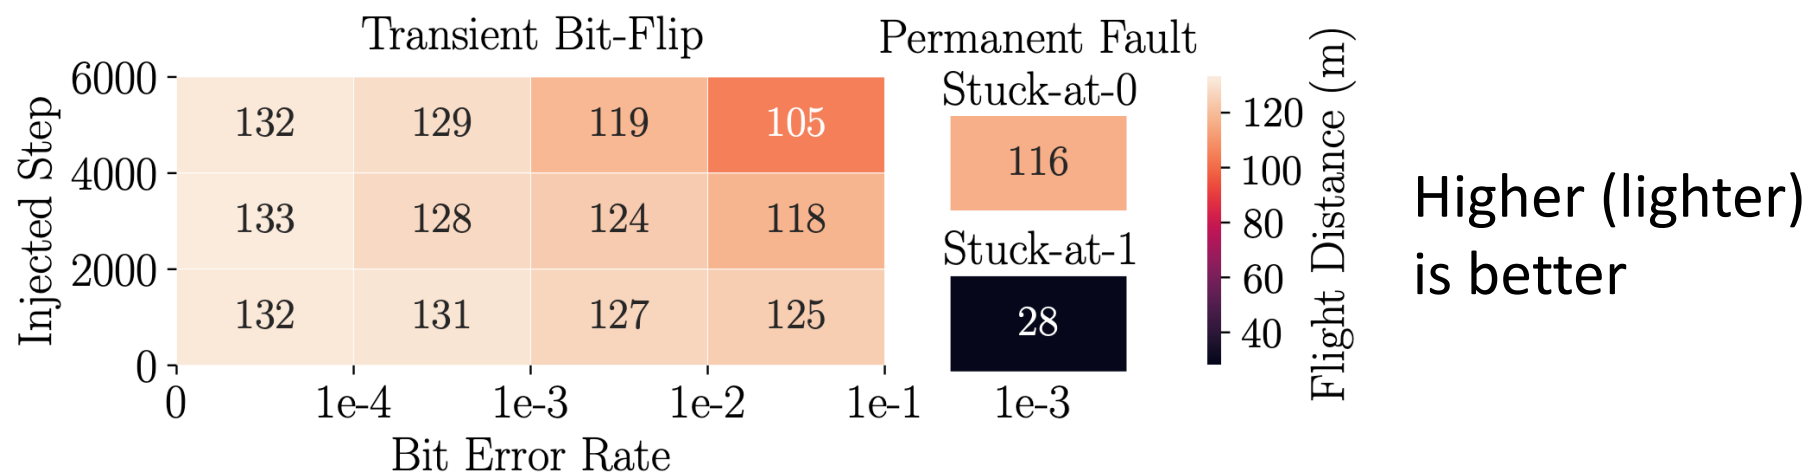 Transient Bit-Flip
Permanent Fault
6000
4000
2000
0
Injected Step
132 129 119 105
133 128 124 118
132 131 127 125
0 1e-4 1e-3 1e-2 1e-1
Bit Error Rate
Stuck-at-0
116
Stuck-at-1
28
1e-3
120
100
80
60
40
Flight Distance (m)
Higher (lighter)
is better